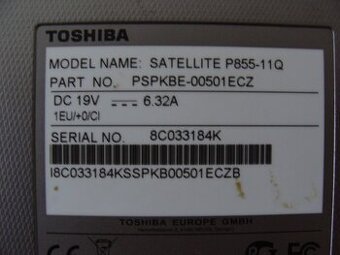 TOSHIBA
MODEL NAME: SATELLITE P855-11Q
PART NO. PSPKBE-00501ECZ
DC 19V 6.32A
1EU/+0/CI
SERIAL NO. 8C033184K
I8C033184KSSPKB00501ECZB
TOSHIBA EUROPE GMBH